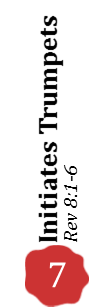 Initiates Trumpets
Rev 8:1-6
7